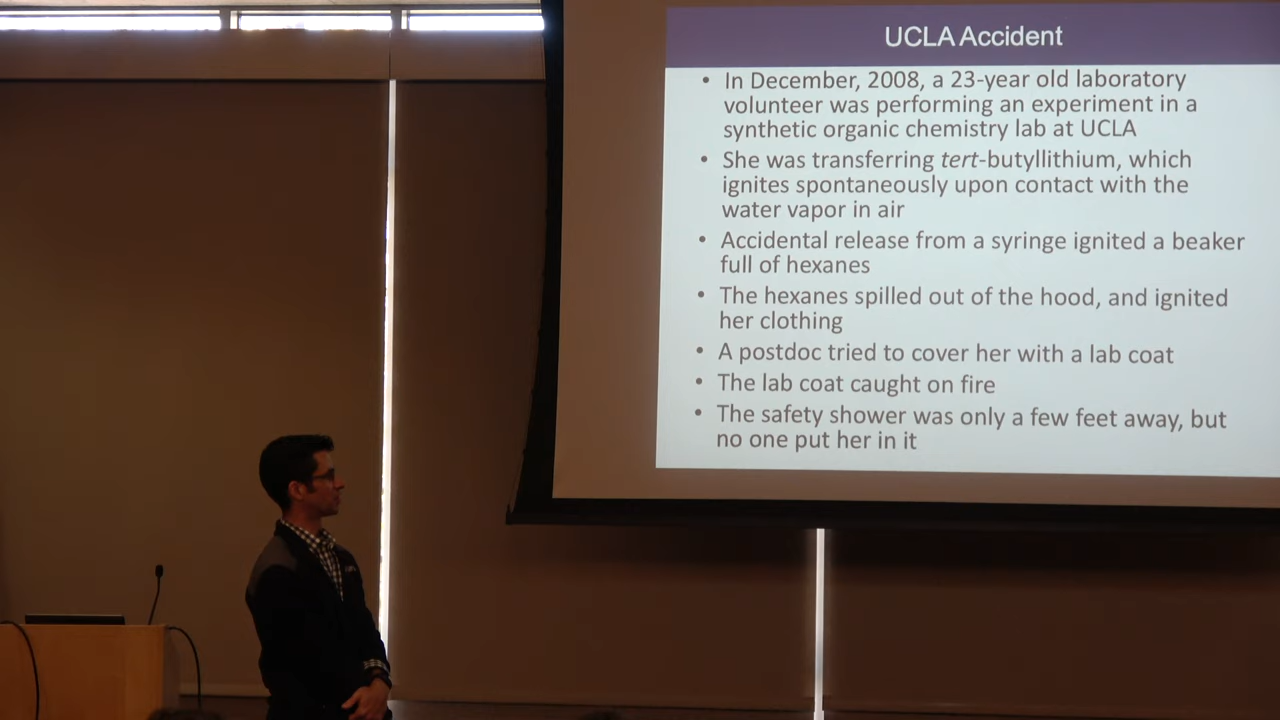 UCLA Accident
• In December, 2008, a 23-year old laboratory
volunteer was performing an experiment in a
synthetic organic chemistry lab at UCLA
• She was transferring tert-butyllithium, which
ignites spontaneously upon contact with the
water vapor in air
• Accidental release from a syringe ignited a beaker
full of hexanes
• The hexanes spilled out of the hood, and ignited
her clothing
• A postdoc tried to cover her with a lab coat
• The lab coat caught on fire
• The safety shower was only a few feet away, but
no one put her in it